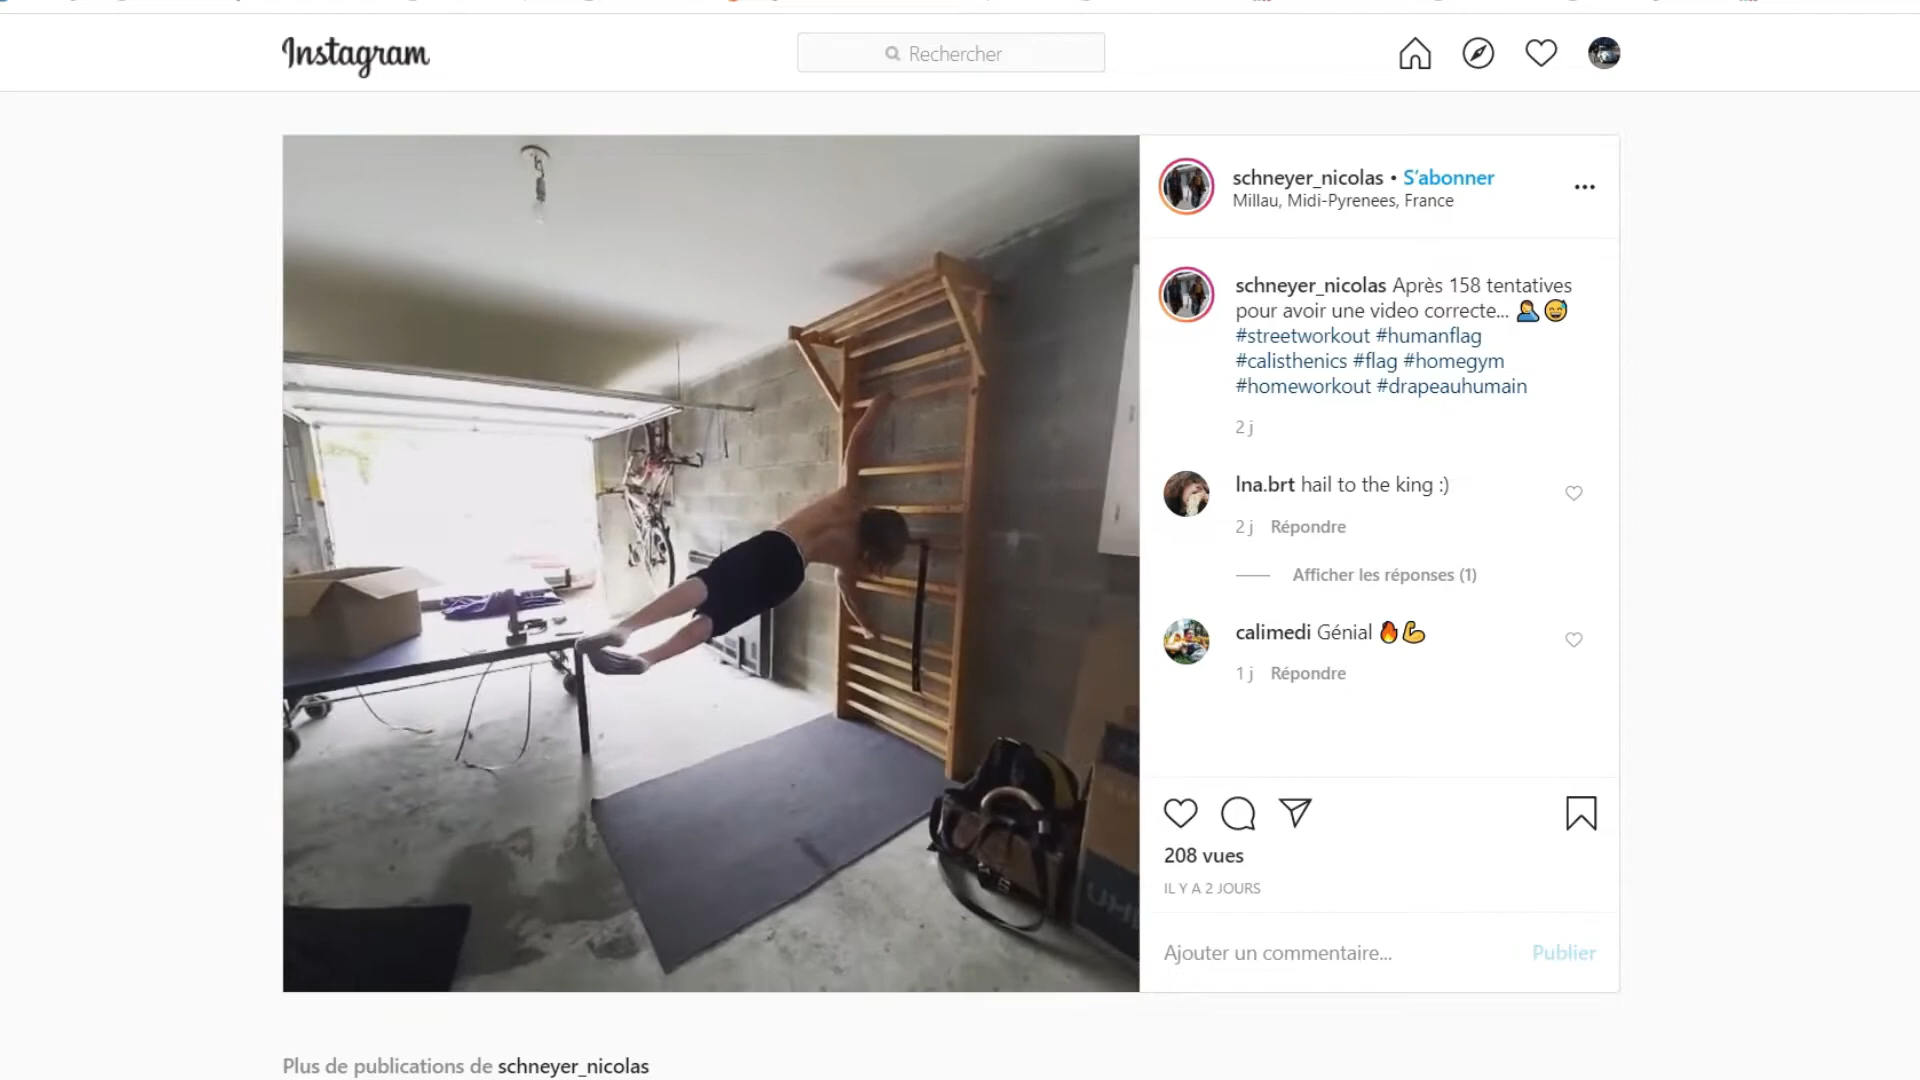 Instagram
Rechercher
schneyer_nicolas • S'abonner
Millau, Midi-Pyrenees, France
schneyer_nicolas Après 158 tentatives
pour avoir une video correcte... 🤦‍♂️😅
#streetworkout #humanflag
#calisthenics #flag #homegym
#homeworkout #drapeauhumain
2 j
lna.brt hail to the king :)
2 j Répondre
Afficher les réponses (1)
calimedi Génial 🔥💪
1 j Répondre
208 vues
IL Y A 2 JOURS
Ajouter un commentaire... Publier
Plus de publications de schneyer_nicolas